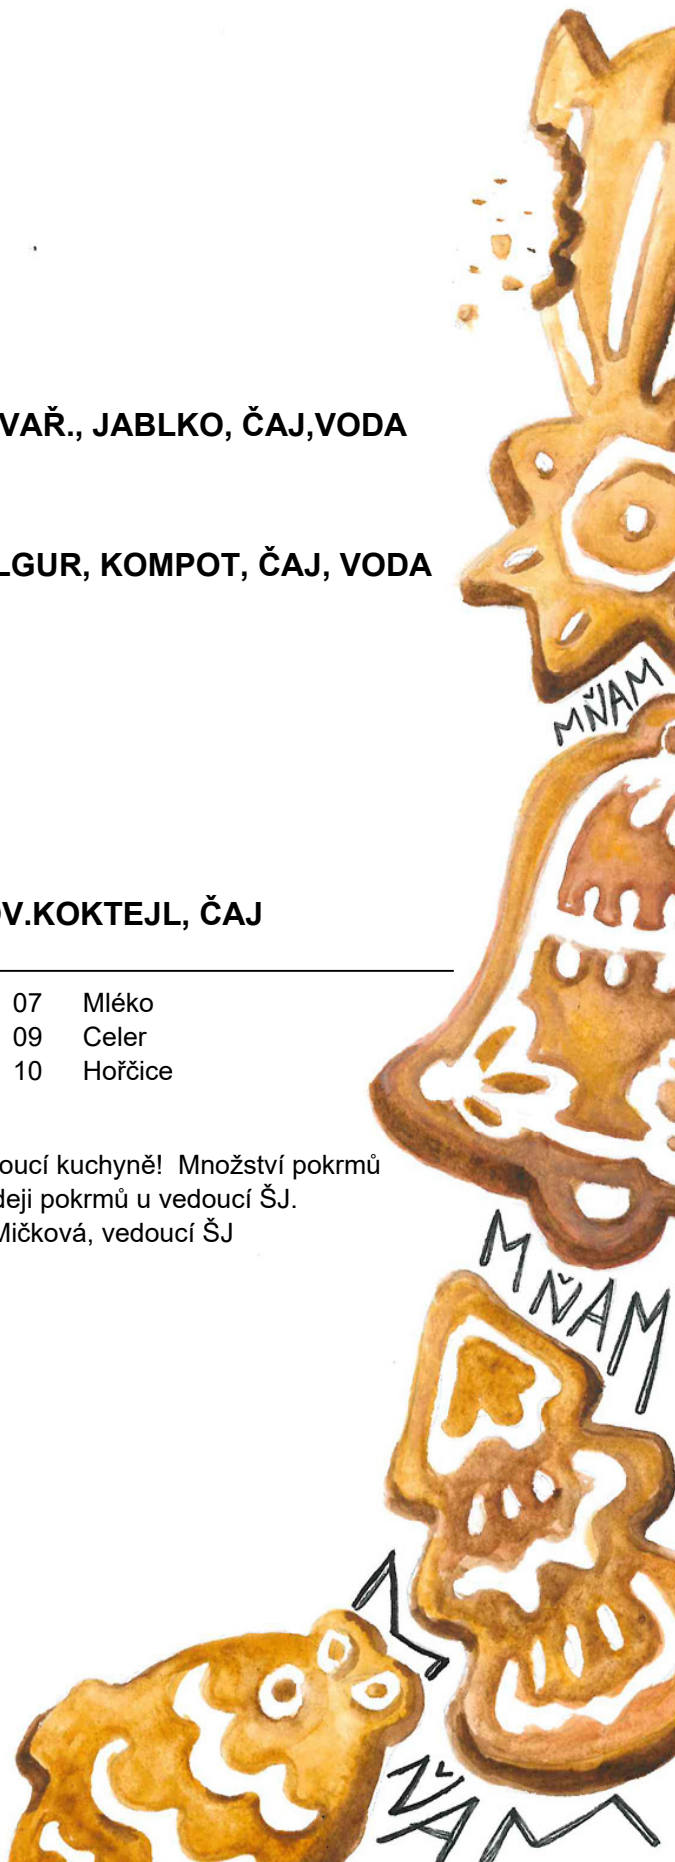 VAŘ., JABLKO, ČAJ,VODA
LGUR, KOMPOT, ČAJ, VODA
MŇAM
OV.KOKTEJL, ČAJ
07 Mléko
09 Celer
10 Hořčice
oucí kuchyně!  Množství pokrmů
deji pokrmů u vedoucí ŠJ.
Mičková, vedoucí ŠJ
MŇAM
MŇAM